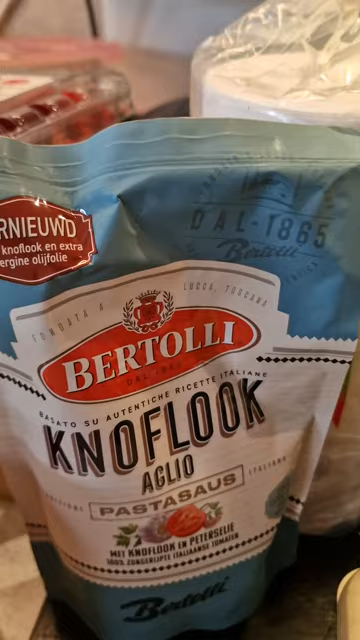 DAL-1865
Bertolli
RNIEUWD
knoflook en extra
ergine olijfolie
FONDATA A LUCCA, TOSCANA
BERTOLLI
DAL 1865
BASATO SU AUTENTICHE RICETTE ITALIANE
KNOFLOOK
AGLIO
PASTASAUS
MET KNOFLOOK EN PETERSELIE
100% ZONGERIJPTE ITALIAANSE TOMATEN
Bertolli